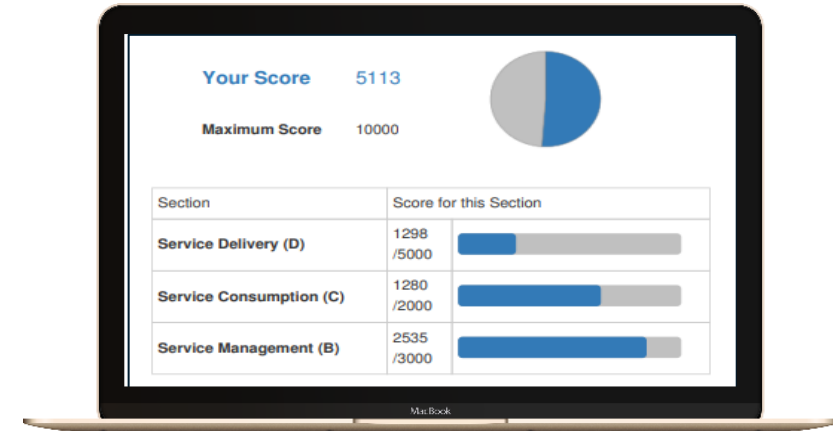 Your Score 5113
Maximum Score 10000
Section Score for this Section
Service Delivery (D) 1298
/5000
Service Consumption (C) 1280
/2000
Service Management (B) 2535
/3000
MacBook